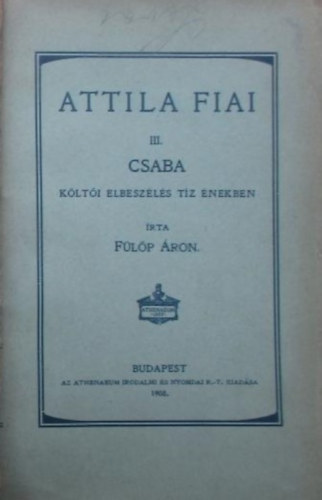 ATTILA FIAI
III.
CSABA
KÖLTŐI ELBESZÉLÉS TÍZ ÉNEKBEN
ÍRTA
FÜLÖP ÁRON.
BUDAPEST
AZ ATHENAEUM IRODALMI ÉS NYOMDAI R.-T. KIADÁSA